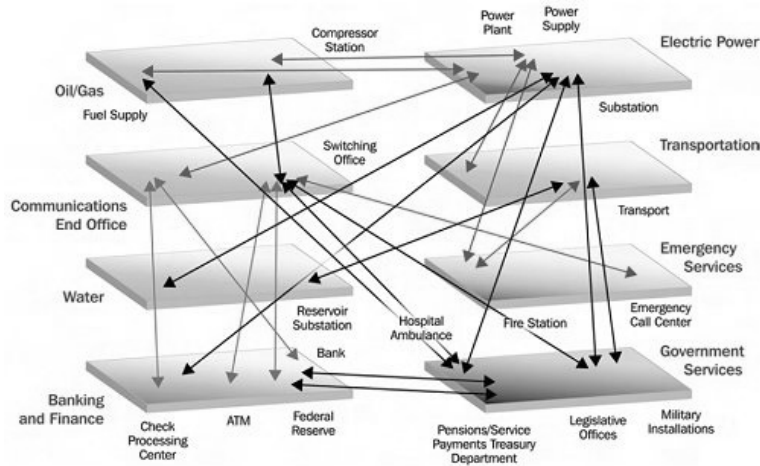 Power
Plant
Power
Supply
Compressor
Station
Electric Power
Oil/Gas
Fuel Supply
Substation
Switching
Office
Transportation
Communications
End Office
Transport
Emergency
Services
Water
Reservoir
Substation
Hospital
Ambulance
Fire Station
Emergency
Call Center
Bank
Government
Services
Banking
and Finance
Check
Processing
Center
ATM
Federal
Reserve
Pensions/Service
Payments Treasury
Department
Legislative
Offices
Military
Installations